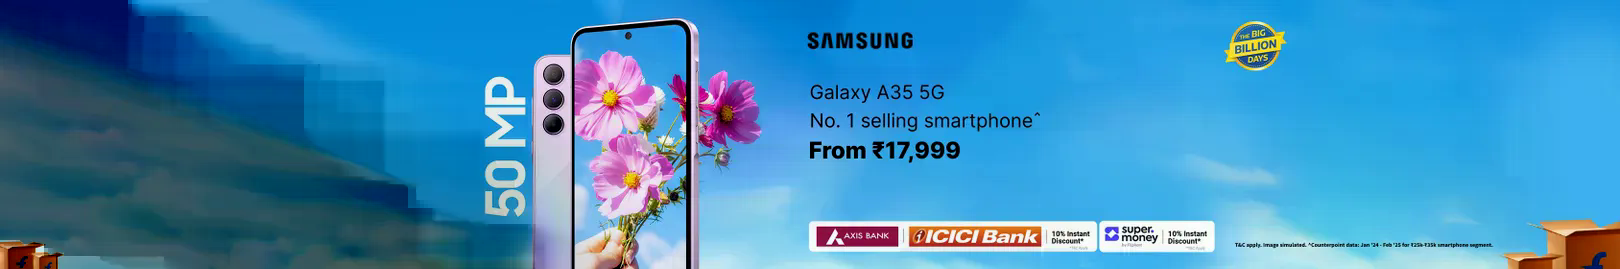 50 MP
SAMSUNG
Galaxy A35 5G
No. 1 selling smartphone^
From ₹17,999
THE BIG
BILLION
DAYS
AXIS BANK
ICICI Bank
10% Instant
Discount*
super.
money
by Flipkart
10% Instant
Discount*
T&C apply. Image simulated. ^Counterpoint data: Jan '24 - Feb '25 for ₹25k-₹35k smartphone segment.